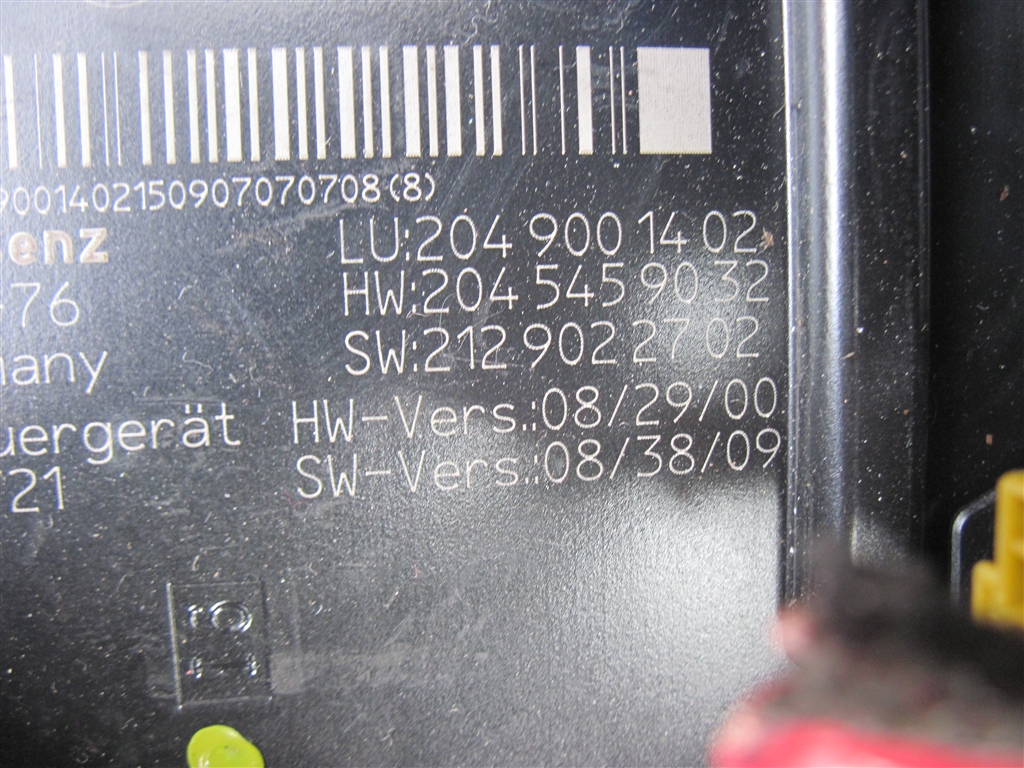 9001402150907070708(8)
enz LU:204 900 14 02
-76 HW:204 545 90 32
many SW:212 902 27 02
uergerät HW-Vers.:08/29/00
21 SW-Vers.:08/38/09